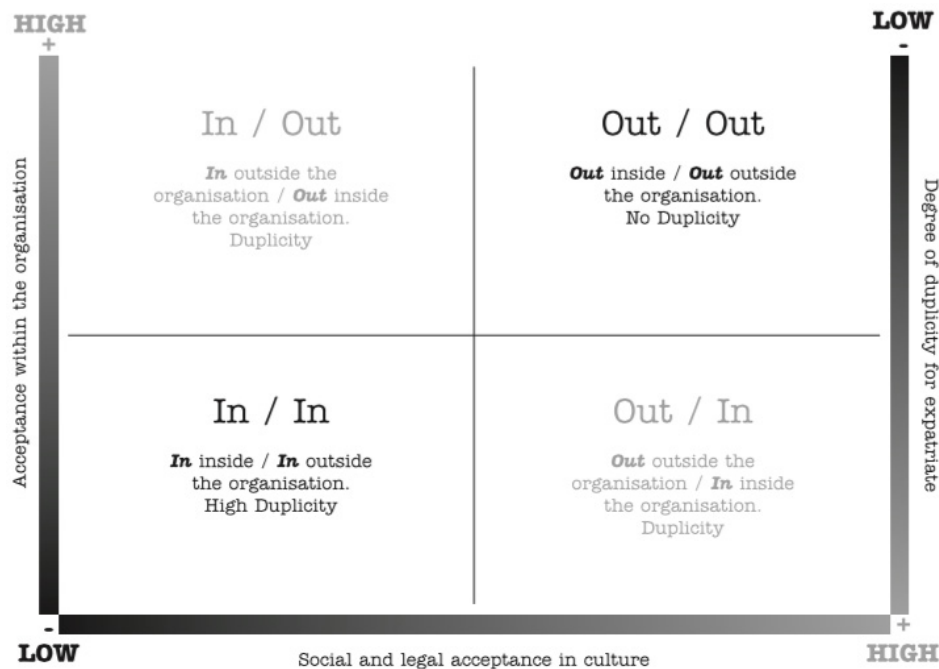 HIGH
+
LOW
-
Acceptance within the organisation
In / Out
In outside the
organisation / Out inside
the organisation.
Duplicity
Out / Out
Out inside / Out outside
the organisation.
No Duplicity
Degree of duplicity for expatriate
In / In
In inside / In outside
the organisation.
High Duplicity
Out / In
Out outside the
organisation / In inside
the organisation.
Duplicity
-
LOW
Social and legal acceptance in culture
+
HIGH